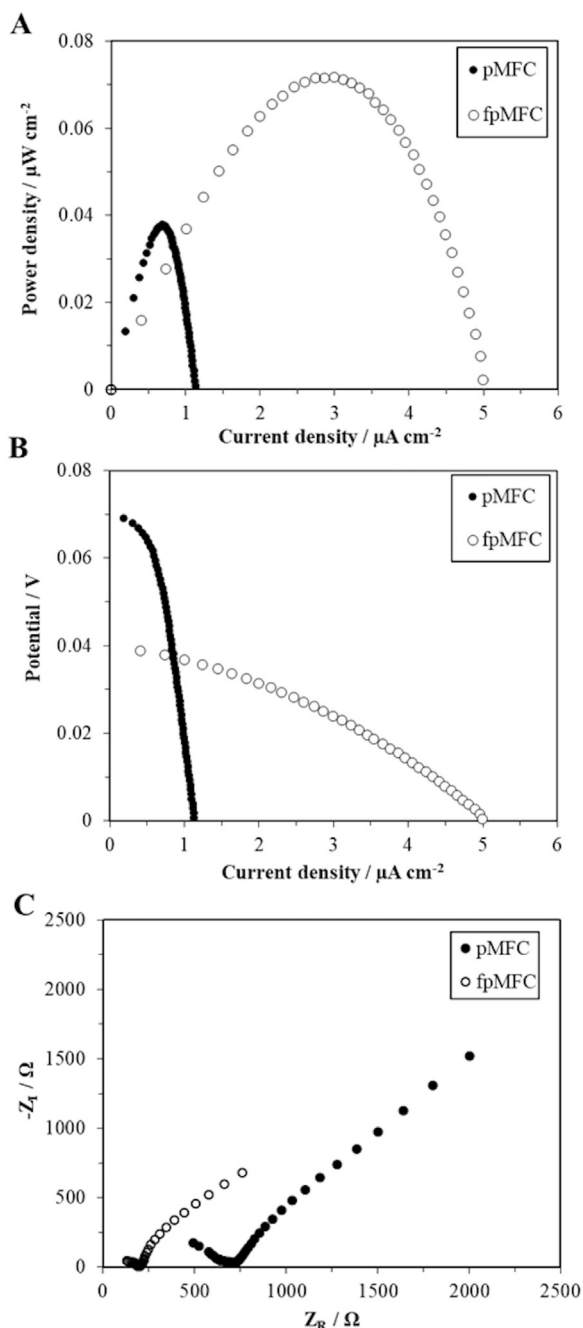 A
Power density / µW cm-2
0.08
0.06
0.04
0.02
0
pMFC
fpMFC
0 1 2 3 4 5 6
Current density / µA cm-2
B
Potential / V
0.08
0.06
0.04
0.02
0
pMFC
fpMFC
0 1 2 3 4 5 6
Current density / µA cm-2
C
-ZI / Ω
2500
2000
1500
1000
500
0
pMFC
fpMFC
0 500 1000 1500 2000 2500
ZR / Ω